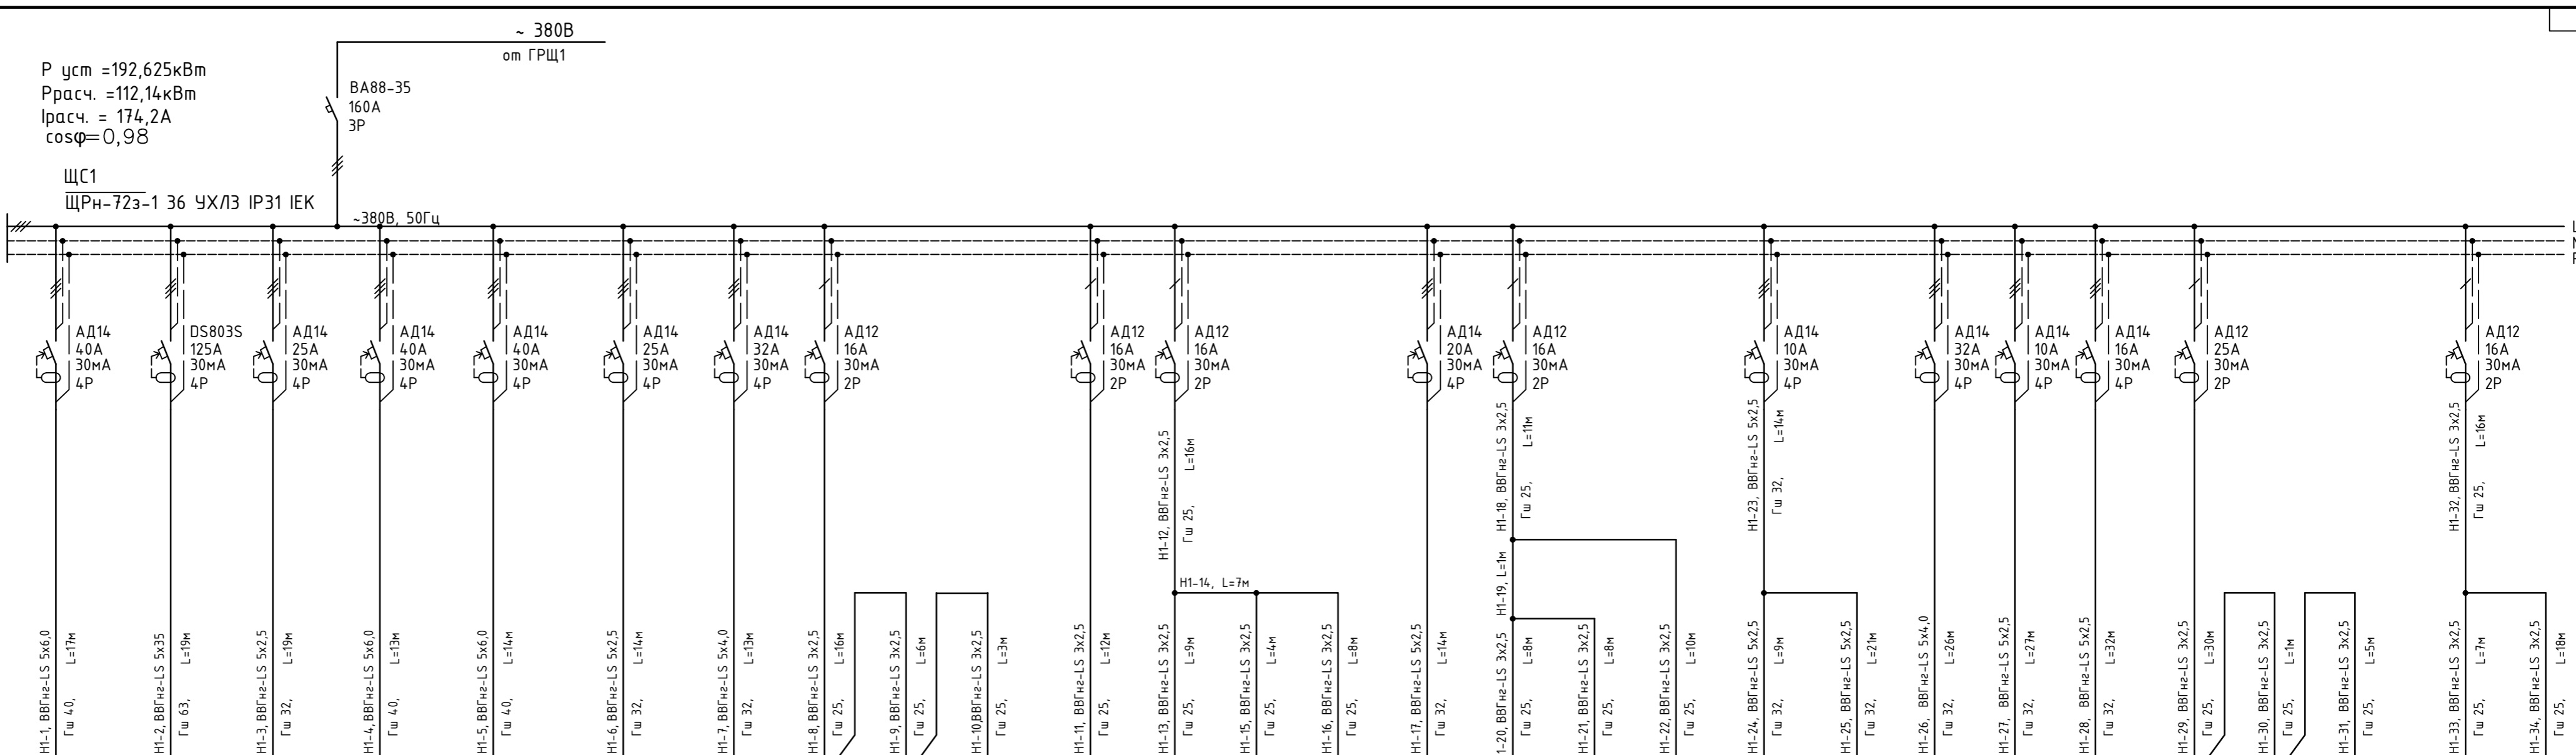 ~ 380В
от ГРЩ1
Р уст =192,625кВт
Ррасч. =112,14кВт
Iрасч. = 174,2А
cosφ=0,98
ВА88-35
160А
3Р
ЩС1
ЩРн-72з-1 36 УХЛ3 IP31 IEK
~380В, 50Гц
АД14
40А
30мА
4Р
DS803S
125А
30мА
4Р
АД14
25А
30мА
4Р
АД14
40А
30мА
4Р
АД14
40А
30мА
4Р
АД14
25А
30мА
4Р
АД14
32А
30мА
4Р
АД12
16А
30мА
2Р
АД12
16А
30мА
2Р
АД12
16А
30мА
2Р
АД14
20А
30мА
4Р
АД12
16А
30мА
2Р
АД14
10А
30мА
4Р
АД14
32А
30мА
4Р
АД14
10А
30мА
4Р
АД14
16А
30мА
4Р
АД12
25А
30мА
2Р
АД12
16А
30мА
2Р
Н1-12, ВВГнг-LS 3х2,5
Гш 25, L=16м
Н1-18, ВВГнг-LS 3х2,5
Гш 25, L=11м
Н1-23, ВВГнг-LS 5х2,5
Гш 32, L=14м
Н1-32, ВВГнг-LS 3х2,5
Гш 25, L=16м
Н1-14, L=7м
Н1-19, L=1м
Н1-1, ВВГнг-LS 5х6,0
Гш 40, L=17м
Н1-2, ВВГнг-LS 5х35
Гш 63, L=19м
Н1-3, ВВГнг-LS 5х2,5
Гш 32, L=19м
Н1-4,ВВГнг-LS 5х6,0
Гш 40, L=13м
Н1-5, ВВГнг-LS 5х6,0
Гш 40, L=14м
Н1-6, ВВГнг-LS 5х2,5
Гш 32, L=14м
Н1-7, ВВГнг-LS 5х4,0
Гш 32, L=13м
Н1-8, ВВГнг-LS 3х2,5
Гш 25, L=16м
Н1-9, ВВГнг-LS 3х2,5
Гш 25, L=6м
Н1-10,ВВГнг-LS 3х2,5
Гш 25, L=3м
Н1-11, ВВГнг-LS 3х2,5
Гш 25, L=12м
Н1-13, ВВГнг-LS 3х2,5
Гш 25, L=9м
Н1-15, ВВГнг-LS 3х2,5
Гш 25, L=4м
Н1-16, ВВГнг-LS 3х2,5
Гш 25, L=8м
Н1-17, ВВГнг-LS 5х2,5
Гш 32, L=14м
1-20, ВВГнг-LS 3х2,5
Гш 25, L=8м
Н1-21, ВВГнг-LS 3х2,5
Гш 25, L=8м
Н1-22, ВВГнг-LS 3х2,5
Гш 25, L=10м
Н1-24, ВВГнг-LS 5х2,5
Гш 32, L=9м
Н1-25, ВВГнг-LS 5х2,5
Гш 32, L=21м
Н1-26, ВВГнг-LS 5х4,0
Гш 32, L=26м
Н1-27, ВВГнг-LS 5х2,5
Гш 32, L=27м
Н1-28, ВВГнг-LS 5х2,5
Гш 32, L=32м
Н1-29, ВВГнг-LS 3х2,5
Гш 25, L=30м
Н1-30, ВВГнг-LS 3х2,5
Гш 25, L=1м
Н1-31, ВВГнг-LS 3х2,5
Гш 25, L=5м
Н1-33, ВВГнг-LS 3х2,5
Гш 25, L=7м
Н1-34, ВВГнг-LS 3х2,5
Гш 25, L=18м